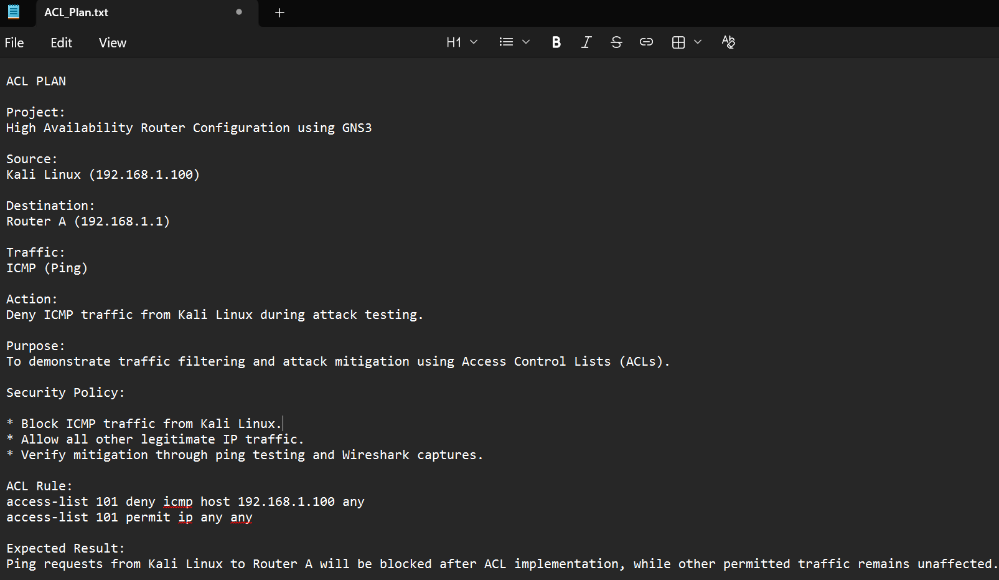 ACL_Plan.txt
File Edit View H1
ACL PLAN
Project:
High Availability Router Configuration using GNS3
Source:
Kali Linux (192.168.1.100)
Destination:
Router A (192.168.1.1)
Traffic:
ICMP (Ping)
Action:
Deny ICMP traffic from Kali Linux during attack testing.
Purpose:
To demonstrate traffic filtering and attack mitigation using Access Control Lists (ACLs).
Security Policy:
* Block ICMP traffic from Kali Linux.
* Allow all other legitimate IP traffic.
* Verify mitigation through ping testing and Wireshark captures.
ACL Rule:
access-list 101 deny icmp host 192.168.1.100 any
access-list 101 permit ip any any
Expected Result:
Ping requests from Kali Linux to Router A will be blocked after ACL implementation, while other permitted traffic remains unaffected.